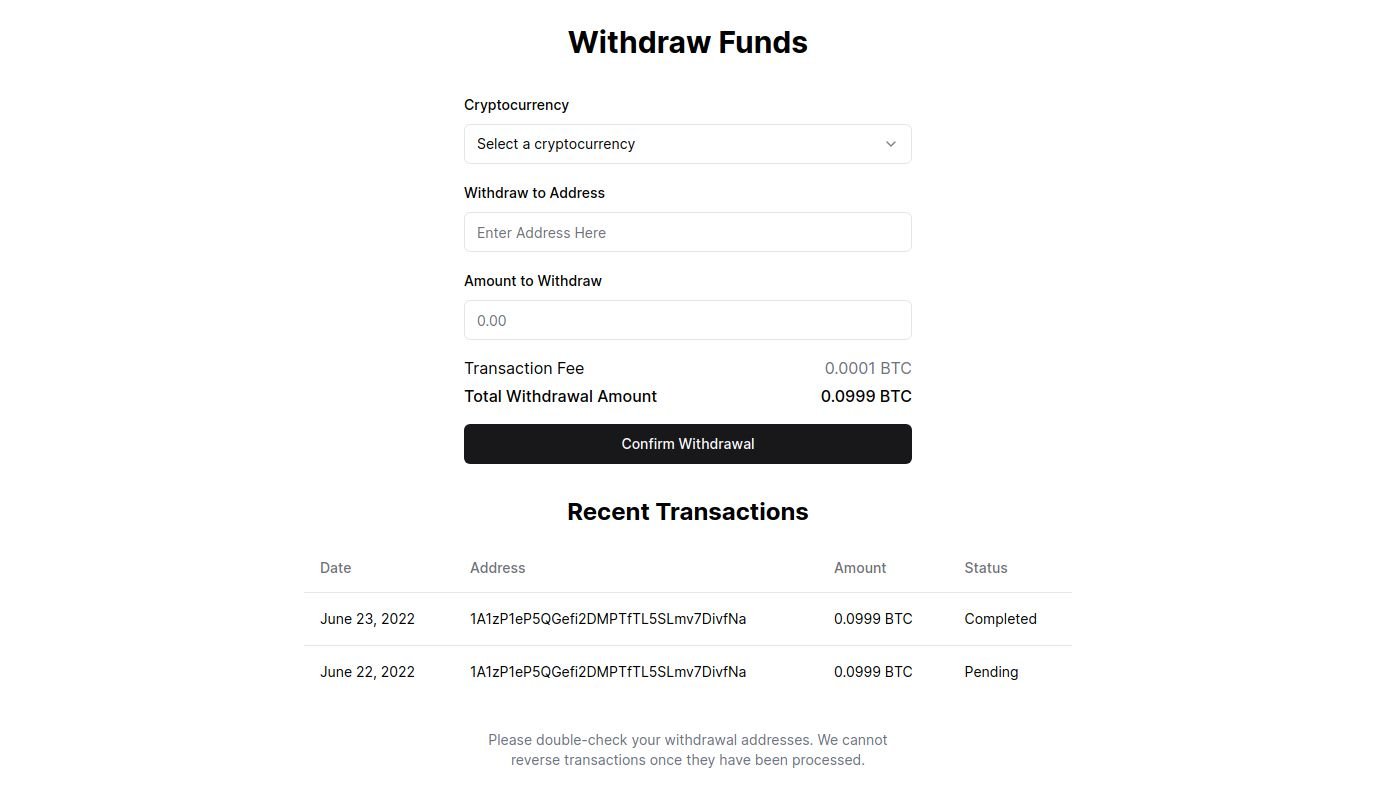 Withdraw Funds
Cryptocurrency
Select a cryptocurrency
Withdraw to Address
Enter Address Here
Amount to Withdraw
0.00
Transaction Fee 0.0001 BTC
Total Withdrawal Amount 0.0999 BTC
Confirm Withdrawal
Recent Transactions
Date Address Amount Status
June 23, 2022 1A1zP1eP5QGefi2DMPTfTL5SLmv7DivfNa 0.0999 BTC Completed
June 22, 2022 1A1zP1eP5QGefi2DMPTfTL5SLmv7DivfNa 0.0999 BTC Pending
Please double-check your withdrawal addresses. We cannot
reverse transactions once they have been processed.